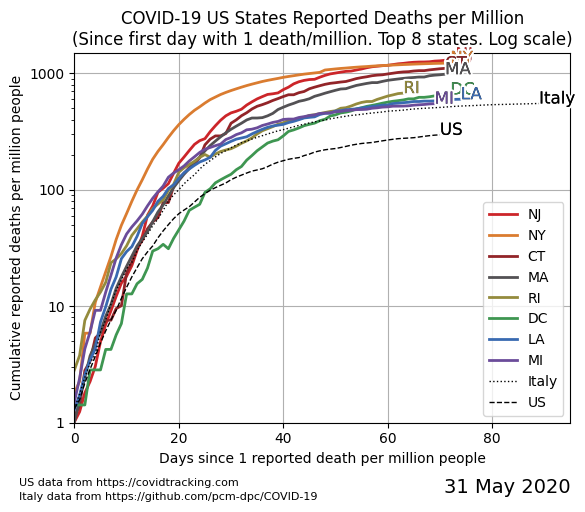 COVID-19 US States Reported Deaths per Million
(Since first day with 1 death/million. Top 8 states. Log scale)
Cumulative reported deaths per million people
1000
100
10
1
0
20
40
60
80
Days since 1 reported death per million people
MA
RI
DC
MI
LA
Italy
US
NJ
NY
CT
MA
RI
DC
LA
MI
Italy
US
US data from https://covidtracking.com
Italy data from https://github.com/pcm-dpc/COVID-19
31 May 2020